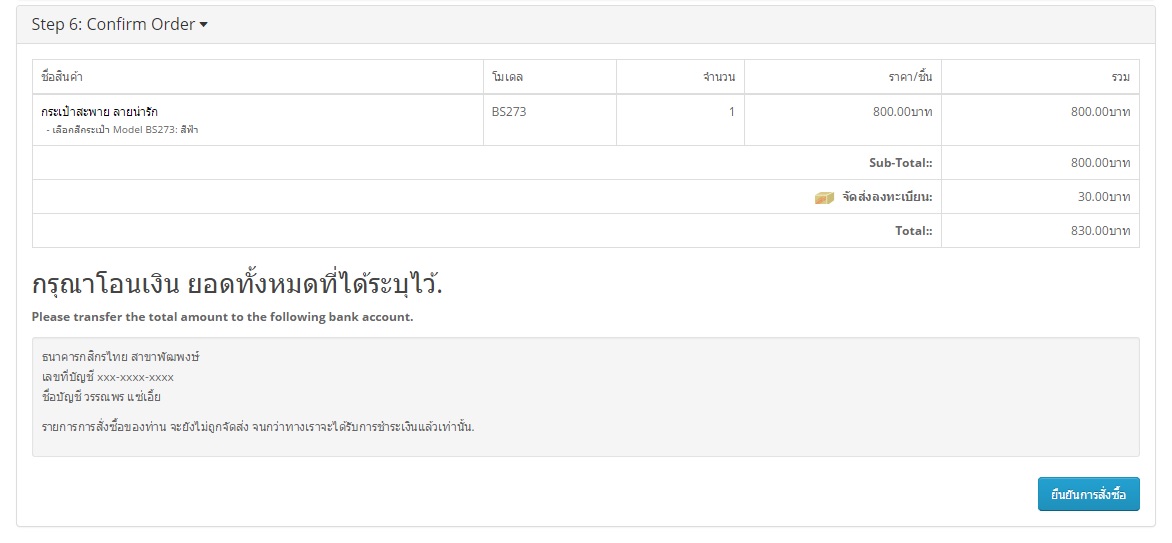 Step 6: Confirm Order
ชื่อสินค้า โมเดล จำนวน ราคา/ชิ้น รวม
กระเป๋าสะพาย ลายน่ารัก BS273 1 800.00บาท 800.00บาท
- เลือกสีกระเป๋า Model BS273: สีฟ้า
Sub-Total:: 800.00บาท
จัดส่งลงทะเบียน: 30.00บาท
Total:: 830.00บาท
กรุณาโอนเงิน ยอดทั้งหมดที่ได้ระบุไว้.
Please transfer the total amount to the following bank account.
ธนาคารกสิกรไทย สาขาพัฒพงษ์
เลขที่บัญชี xxx-xxxx-xxxx
ชื่อบัญชี วรรณพร แซ่เอี้ย
รายการการสั่งซื้อของท่าน จะยังไม่ถูกจัดส่ง จนกว่าทางเราจะได้รับการชำระเงินแล้วเท่านั้น.
ยืนยันการสั่งซื้อ